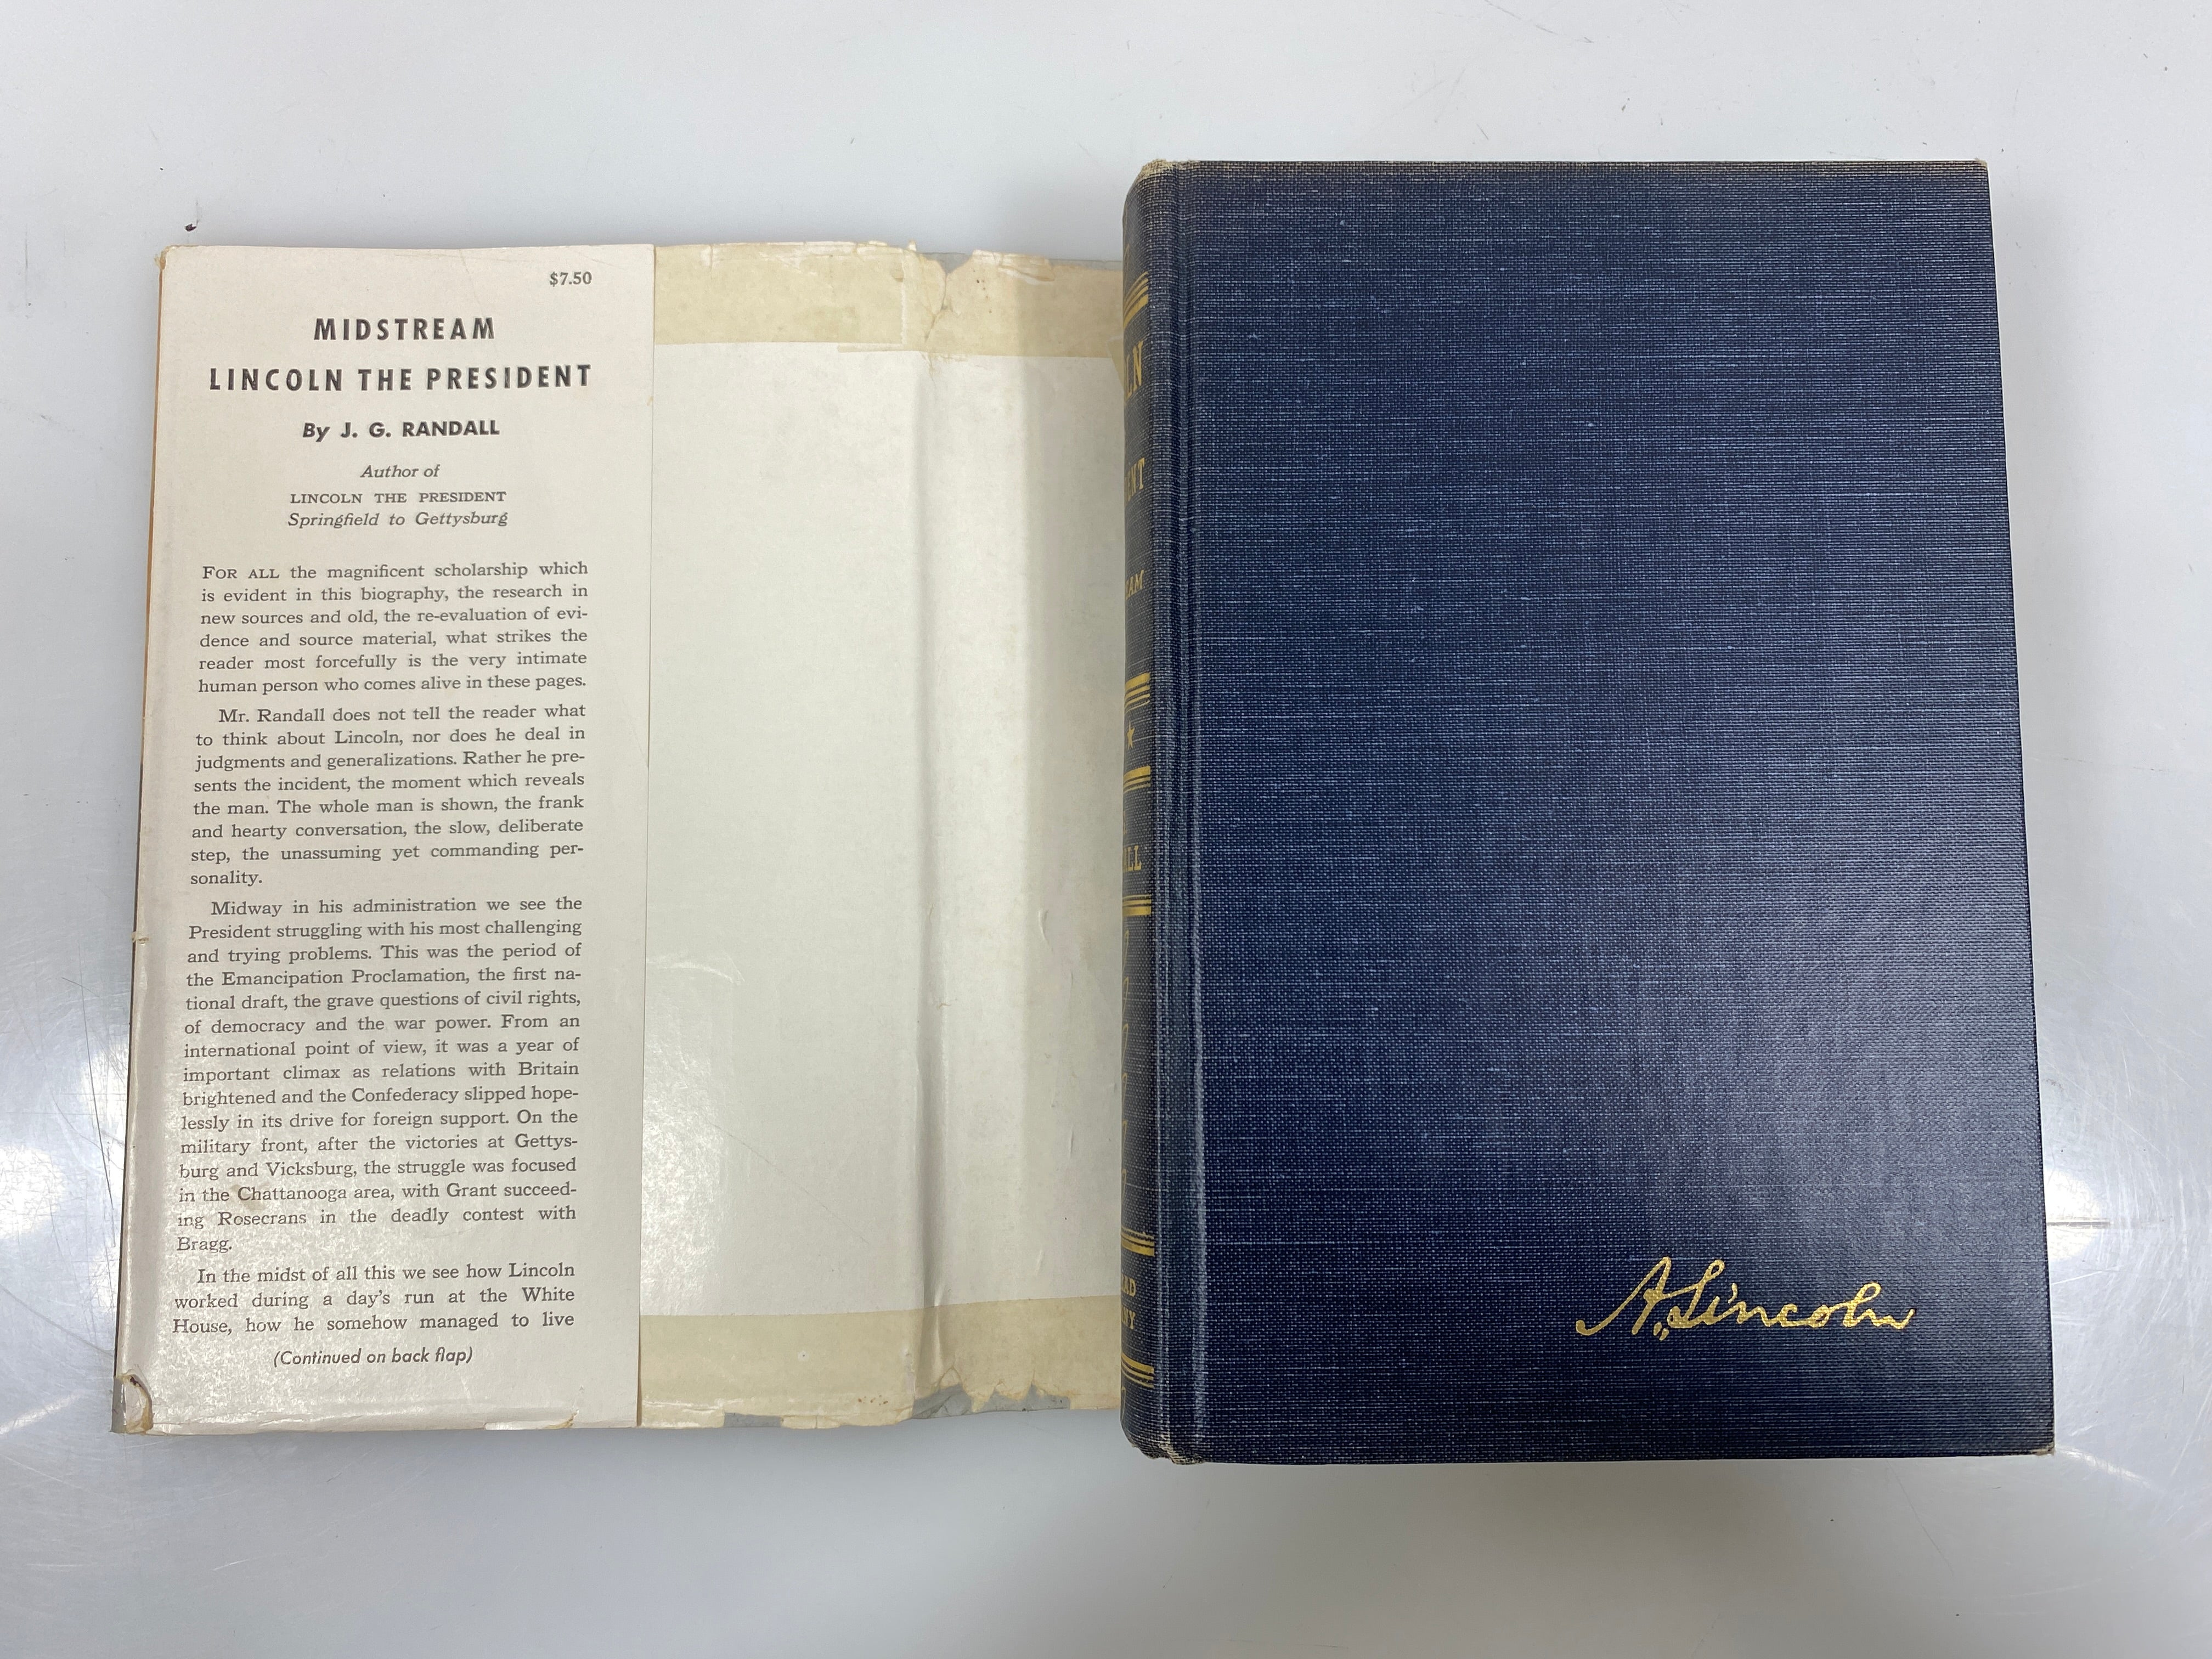 $7.50
MIDSTREAM
LINCOLN THE PRESIDENT
By J. G. RANDALL
Author of
LINCOLN THE PRESIDENT
Springfield to Gettysburg
FOR ALL the magnificent scholarship which
is evident in this biography, the research in
new sources and old, the re-evaluation of evi-
dence and source material, what strikes the
reader most forcefully is the very intimate
human person who comes alive in these pages.
Mr. Randall does not tell the reader what
to think about Lincoln, nor does he deal in
judgments and generalizations. Rather he pre-
sents the incident, the moment which reveals
the man. The whole man is shown, the frank
and hearty conversation, the slow, deliberate
step, the unassuming yet commanding per-
sonality.
Midway in his administration we see the
President struggling with his most challenging
and trying problems. This was the period of
the Emancipation Proclamation, the first na-
tional draft, the grave questions of civil rights,
of democracy and the war power. From an
international point of view, it was a year of
important climax as relations with Britain
brightened and the Confederacy slipped hope-
lessly in its drive for foreign support. On the
military front, after the victories at Gettys-
burg and Vicksburg, the struggle was focused
in the Chattanooga area, with Grant succeed-
ing Rosecrans in the deadly contest with
Bragg.
In the midst of all this we see how Lincoln
worked during a day's run at the White
House, how he somehow managed to live
(Continued on back flap)
A. Lincoln